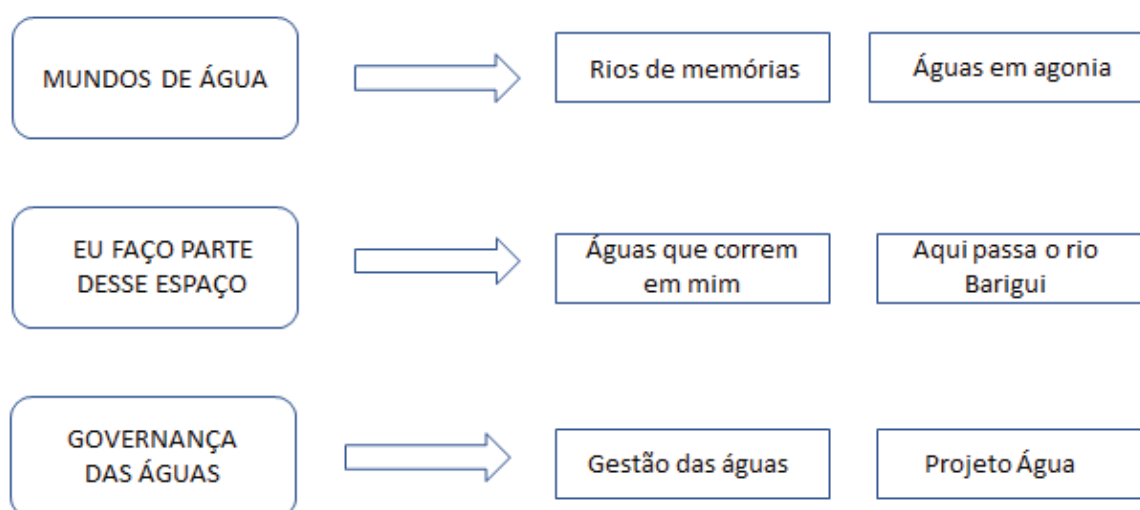 MUNDOS DE ÁGUA
Rios de memórias
Águas em agonia
EU FAÇO PARTE
DESSE ESPAÇO
Águas que correm
em mim
Aqui passa o rio
Barigui
GOVERNANÇA
DAS ÁGUAS
Gestão das águas
Projeto Água